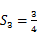 S₃ = 3/4